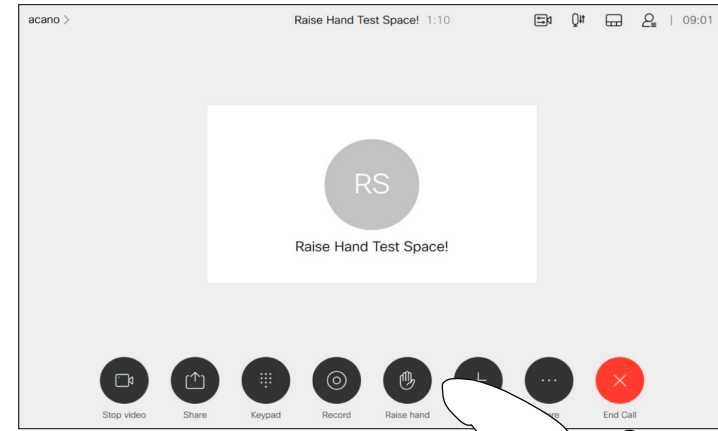 acano >
Raise Hand Test Space! 1:10
| 09:01
RS
Raise Hand Test Space!
Stop video Share Keypad Record Raise hand End Call